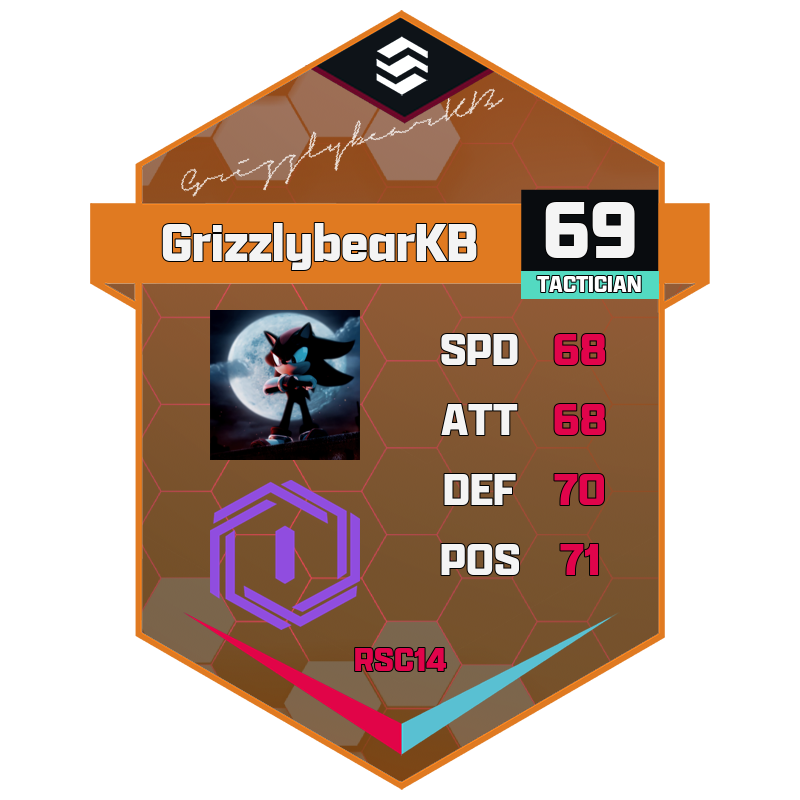 GrizzlybearKB
GrizzlybearKB
69
TACTICIAN
SPD 68
ATT 68
DEF 70
POS 71
RSC14